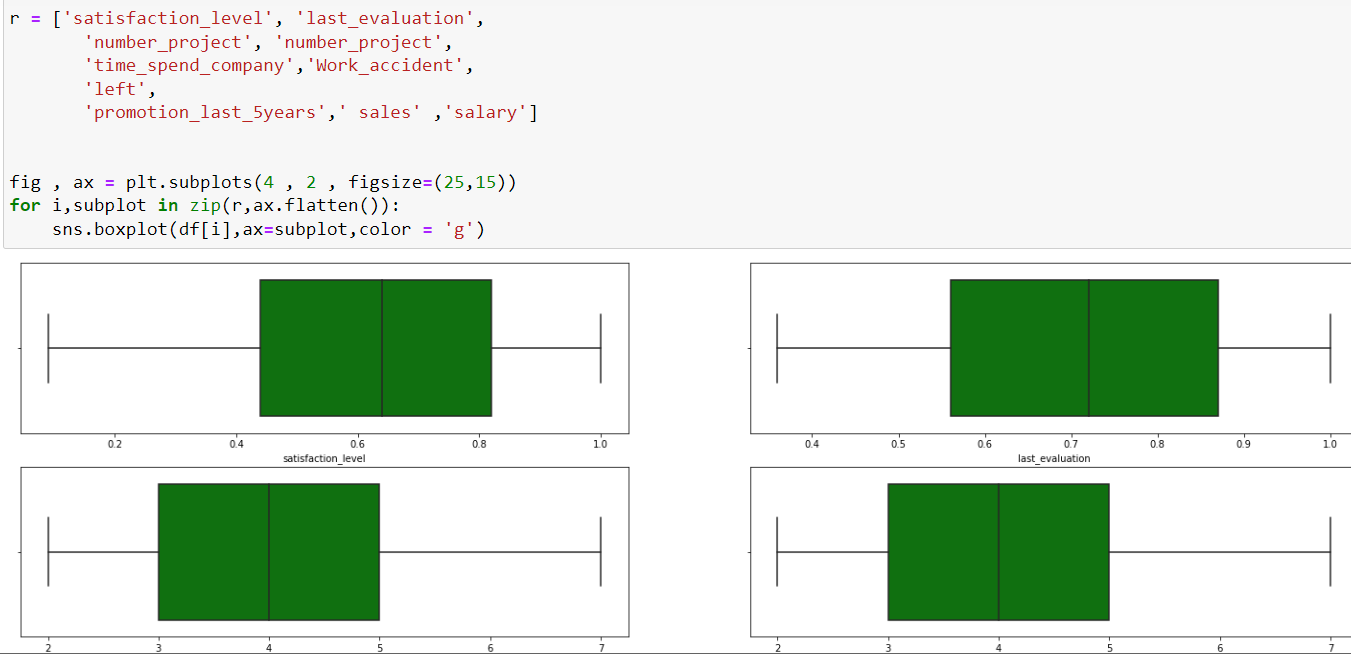 r = ['satisfaction_level', 'last_evaluation',
'number_project', 'number_project',
'time_spend_company','Work_accident',
'left',
'promotion_last_5years',' sales' ,'salary']
fig , ax = plt.subplots(4 , 2 , figsize=(25,15))
for i,subplot in zip(r,ax.flatten()):
sns.boxplot(df[i],ax=subplot,color = 'g')
0.2 0.4 0.6 0.8 1.0
satisfaction_level
0.4 0.5 0.6 0.7 0.8 0.9 1.0
last_evaluation
2 3 4 5 6 7
2 3 4 5 6 7